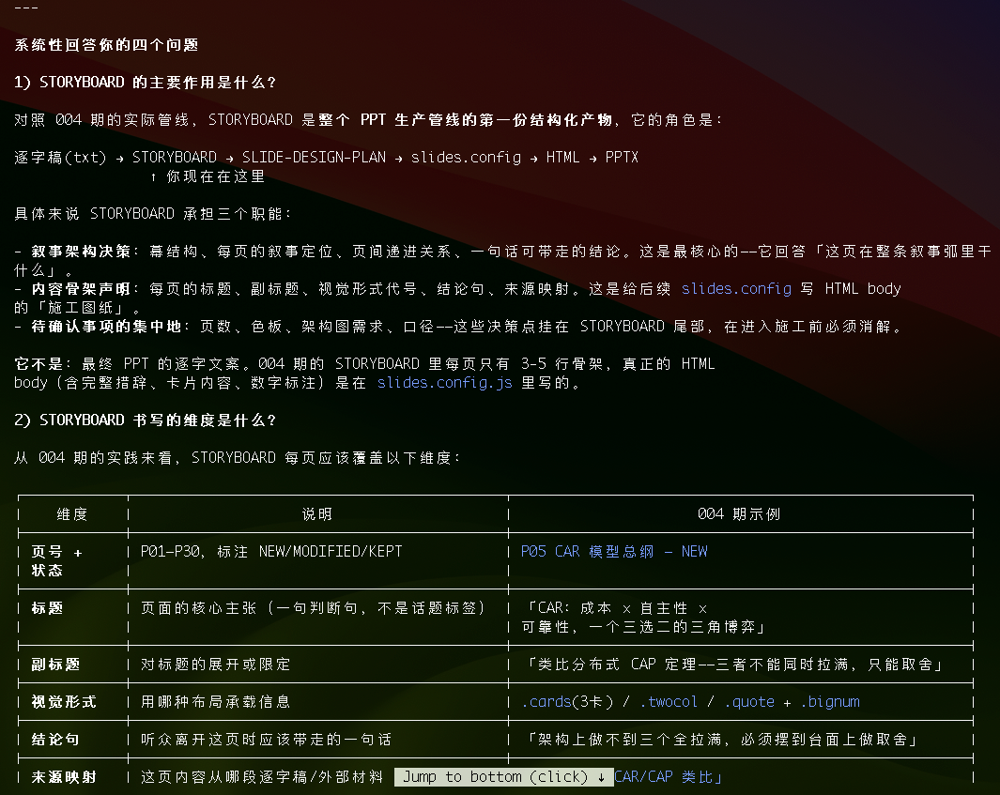 ---
系统性回答你的四个问题
1) STORYBOARD 的主要作用是什么?
对照 004 期的实际管线, STORYBOARD 是整个 PPT 生产管线的第一份结构化产物, 它的角色是:
逐字稿(txt) → STORYBOARD → SLIDE-DESIGN-PLAN → slides.config → HTML → PPTX
↑ 你现在在这里
具体来说 STORYBOARD 承担三个职能:
- 叙事架构决策: 幕结构、每页的叙事定位、页间递进关系、一句话可带走的结论。这是最核心的——它回答「这页在整条叙事弧里干
什么」。
- 内容骨架声明: 每页的标题、副标题、视觉形式代号、结论句、来源映射。这是给后续 slides.config 写 HTML body
的「施工图纸」。
- 待确认事项的集中地: 页数、色板、架构图需求、口径——这些决策点挂在 STORYBOARD 尾部, 在进入施工前必须消解。
它不是: 最终 PPT 的逐字文案。004 期的 STORYBOARD 里每页只有 3-5 行骨架, 真正的 HTML
body (含完整措辞、卡片内容、数字标注) 是在 slides.config.js 里写的。
2) STORYBOARD 书写的维度是什么?
从 004 期的实践来看, STORYBOARD 每页应该覆盖以下维度:
维度 说明 004 期示例
页号 + P01—P30, 标注 NEW/MODIFIED/KEPT P05 CAR 模型总纲 — NEW
状态
标题 页面的核心主张 (一句判断句, 不是话题标签) 「CAR: 成本 x 自主性 x
可靠性, 一个三选二的三角博弈」
副标题 对标题的展开或限定 「类比分布式 CAP 定理——三者不能同时拉满, 只能取舍」
视觉形式 用哪种布局承载信息 .cards(3卡) / .twocol / .quote + .bignum
结论句 听众离开这页时应该带走的一句话 「架构上做不到三个全拉满, 必须摆到台面上做取舍」
来源映射 这页内容从哪段逐字稿/外部材料 Jump to bottom (click) ↓ CAR/CAP 类比」